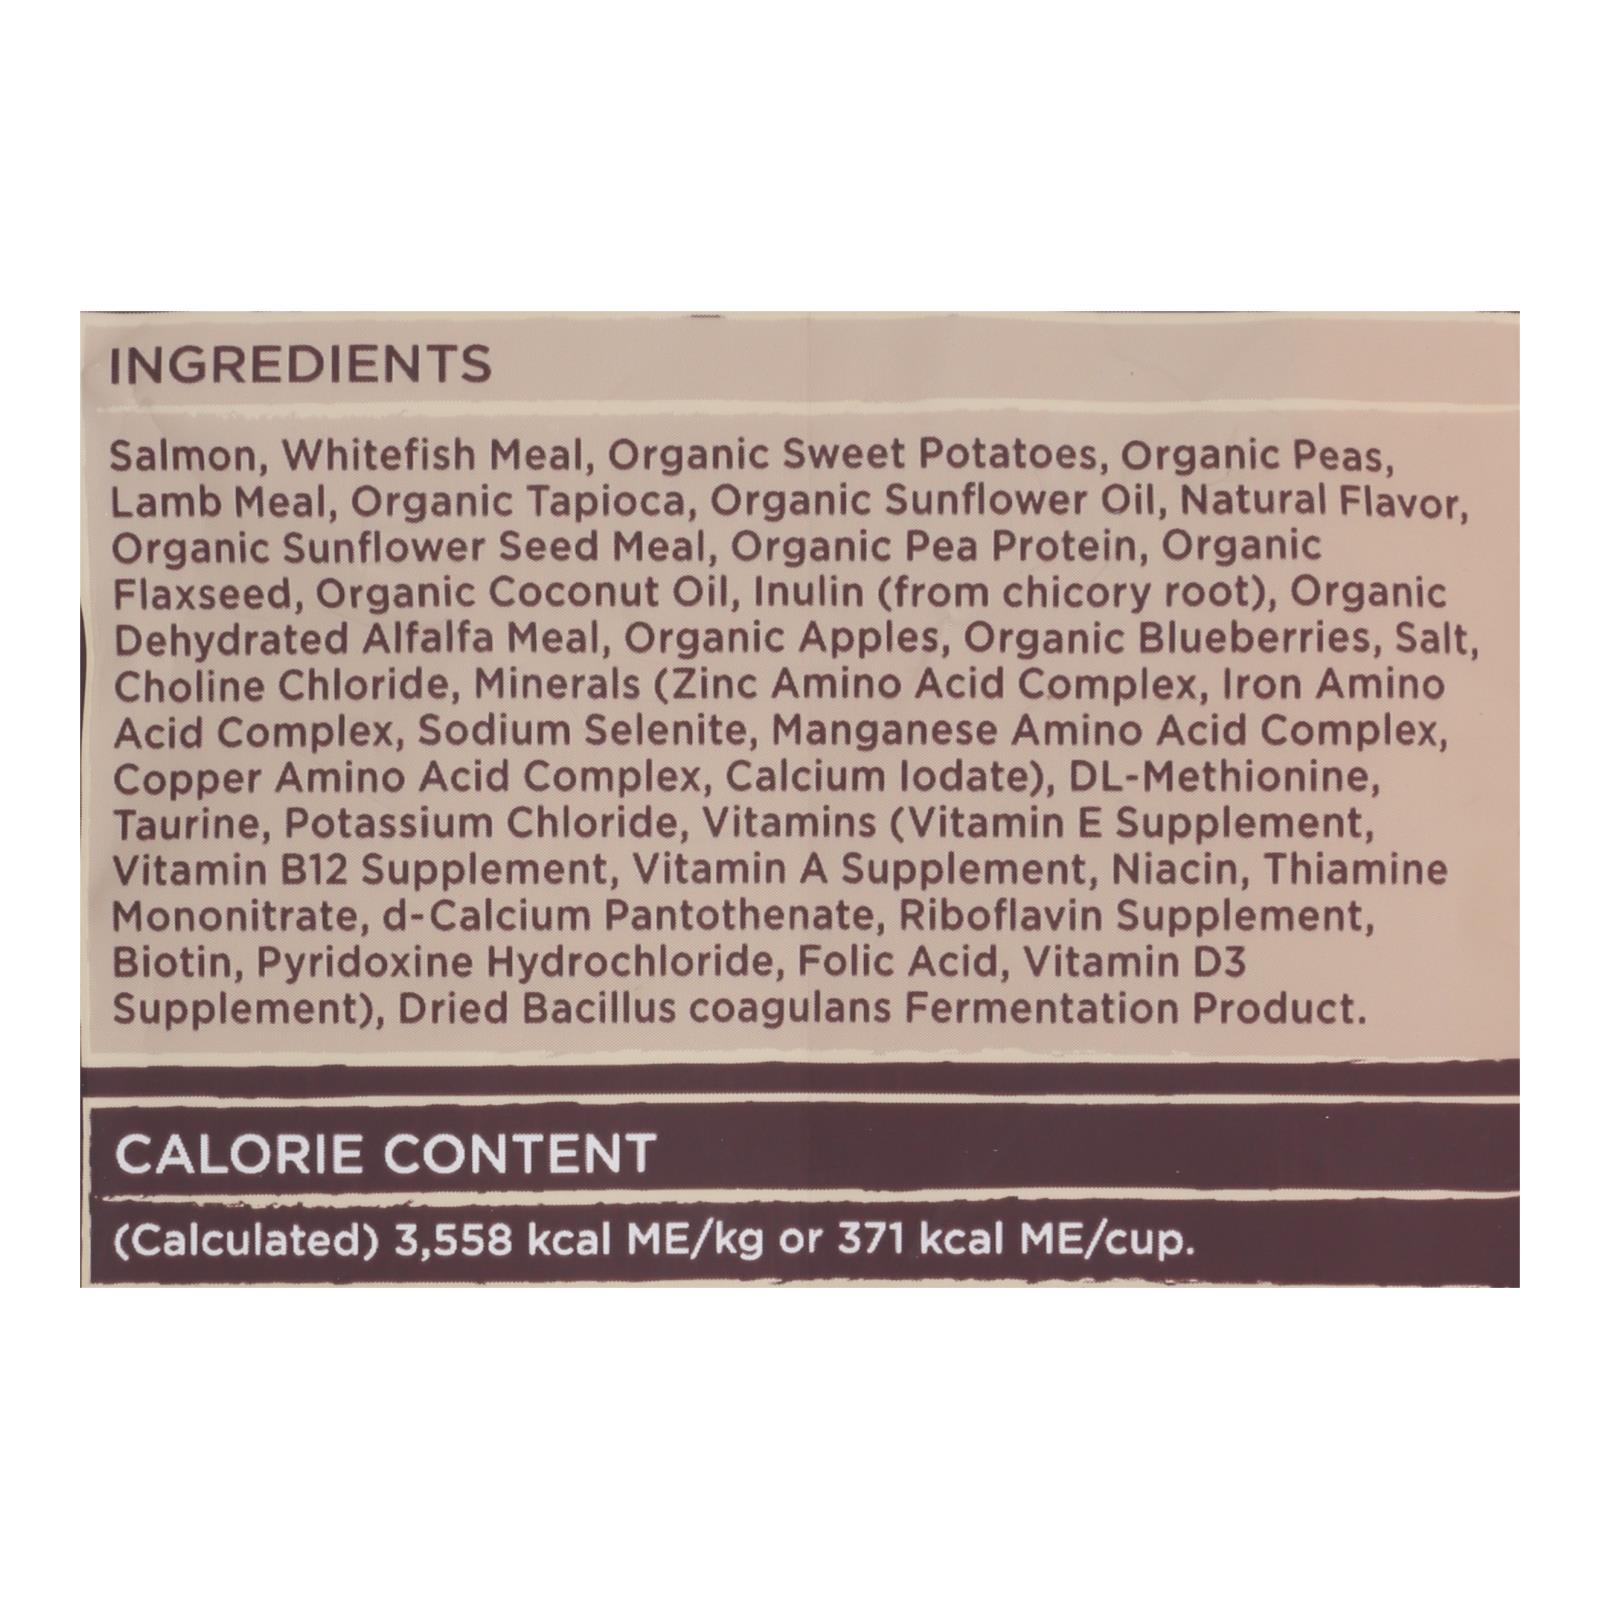 INGREDIENTS
Salmon, Whitefish Meal, Organic Sweet Potatoes, Organic Peas,
Lamb Meal, Organic Tapioca, Organic Sunflower Oil, Natural Flavor,
Organic Sunflower Seed Meal, Organic Pea Protein, Organic
Flaxseed, Organic Coconut Oil, Inulin (from chicory root), Organic
Dehydrated Alfalfa Meal, Organic Apples, Organic Blueberries, Salt,
Choline Chloride, Minerals (Zinc Amino Acid Complex, Iron Amino
Acid Complex, Sodium Selenite, Manganese Amino Acid Complex,
Copper Amino Acid Complex, Calcium Iodate), DL-Methionine,
Taurine, Potassium Chloride, Vitamins (Vitamin E Supplement,
Vitamin B12 Supplement, Vitamin A Supplement, Niacin, Thiamine
Mononitrate, d-Calcium Pantothenate, Riboflavin Supplement,
Biotin, Pyridoxine Hydrochloride, Folic Acid, Vitamin D3
Supplement), Dried Bacillus coagulans Fermentation Product.
CALORIE CONTENT
(Calculated) 3,558 kcal ME/kg or 371 kcal ME/cup.